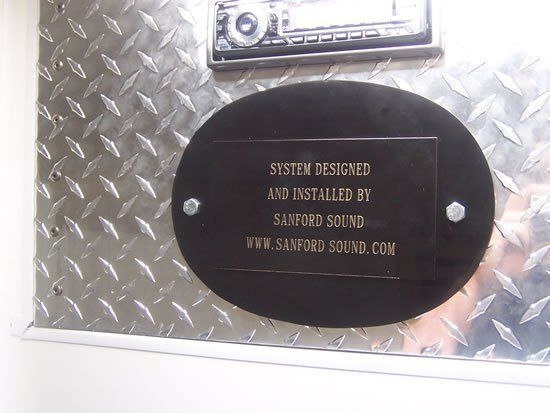 SYSTEM DESIGNED
AND INSTALLED BY
SANFORD SOUND
WWW.SANFORD SOUND.COM